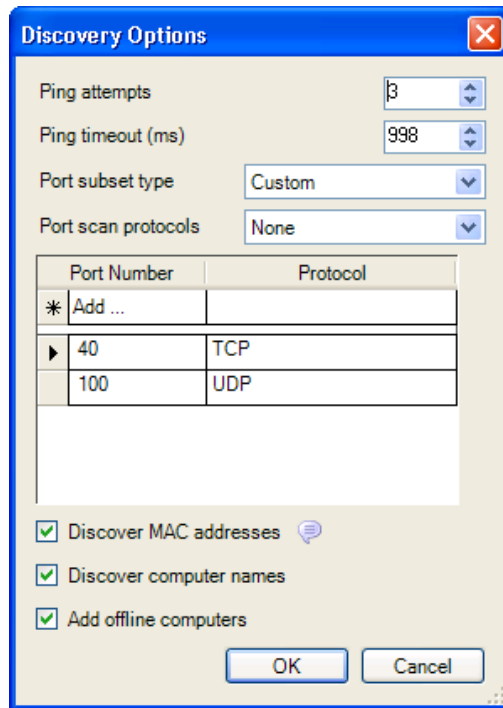 Discovery Options
Ping attempts 3
Ping timeout (ms) 998
Port subset type Custom
Port scan protocols None
Port Number Protocol
Add ...
40 TCP
100 UDP
Discover MAC addresses
Discover computer names
Add offline computers
OK Cancel